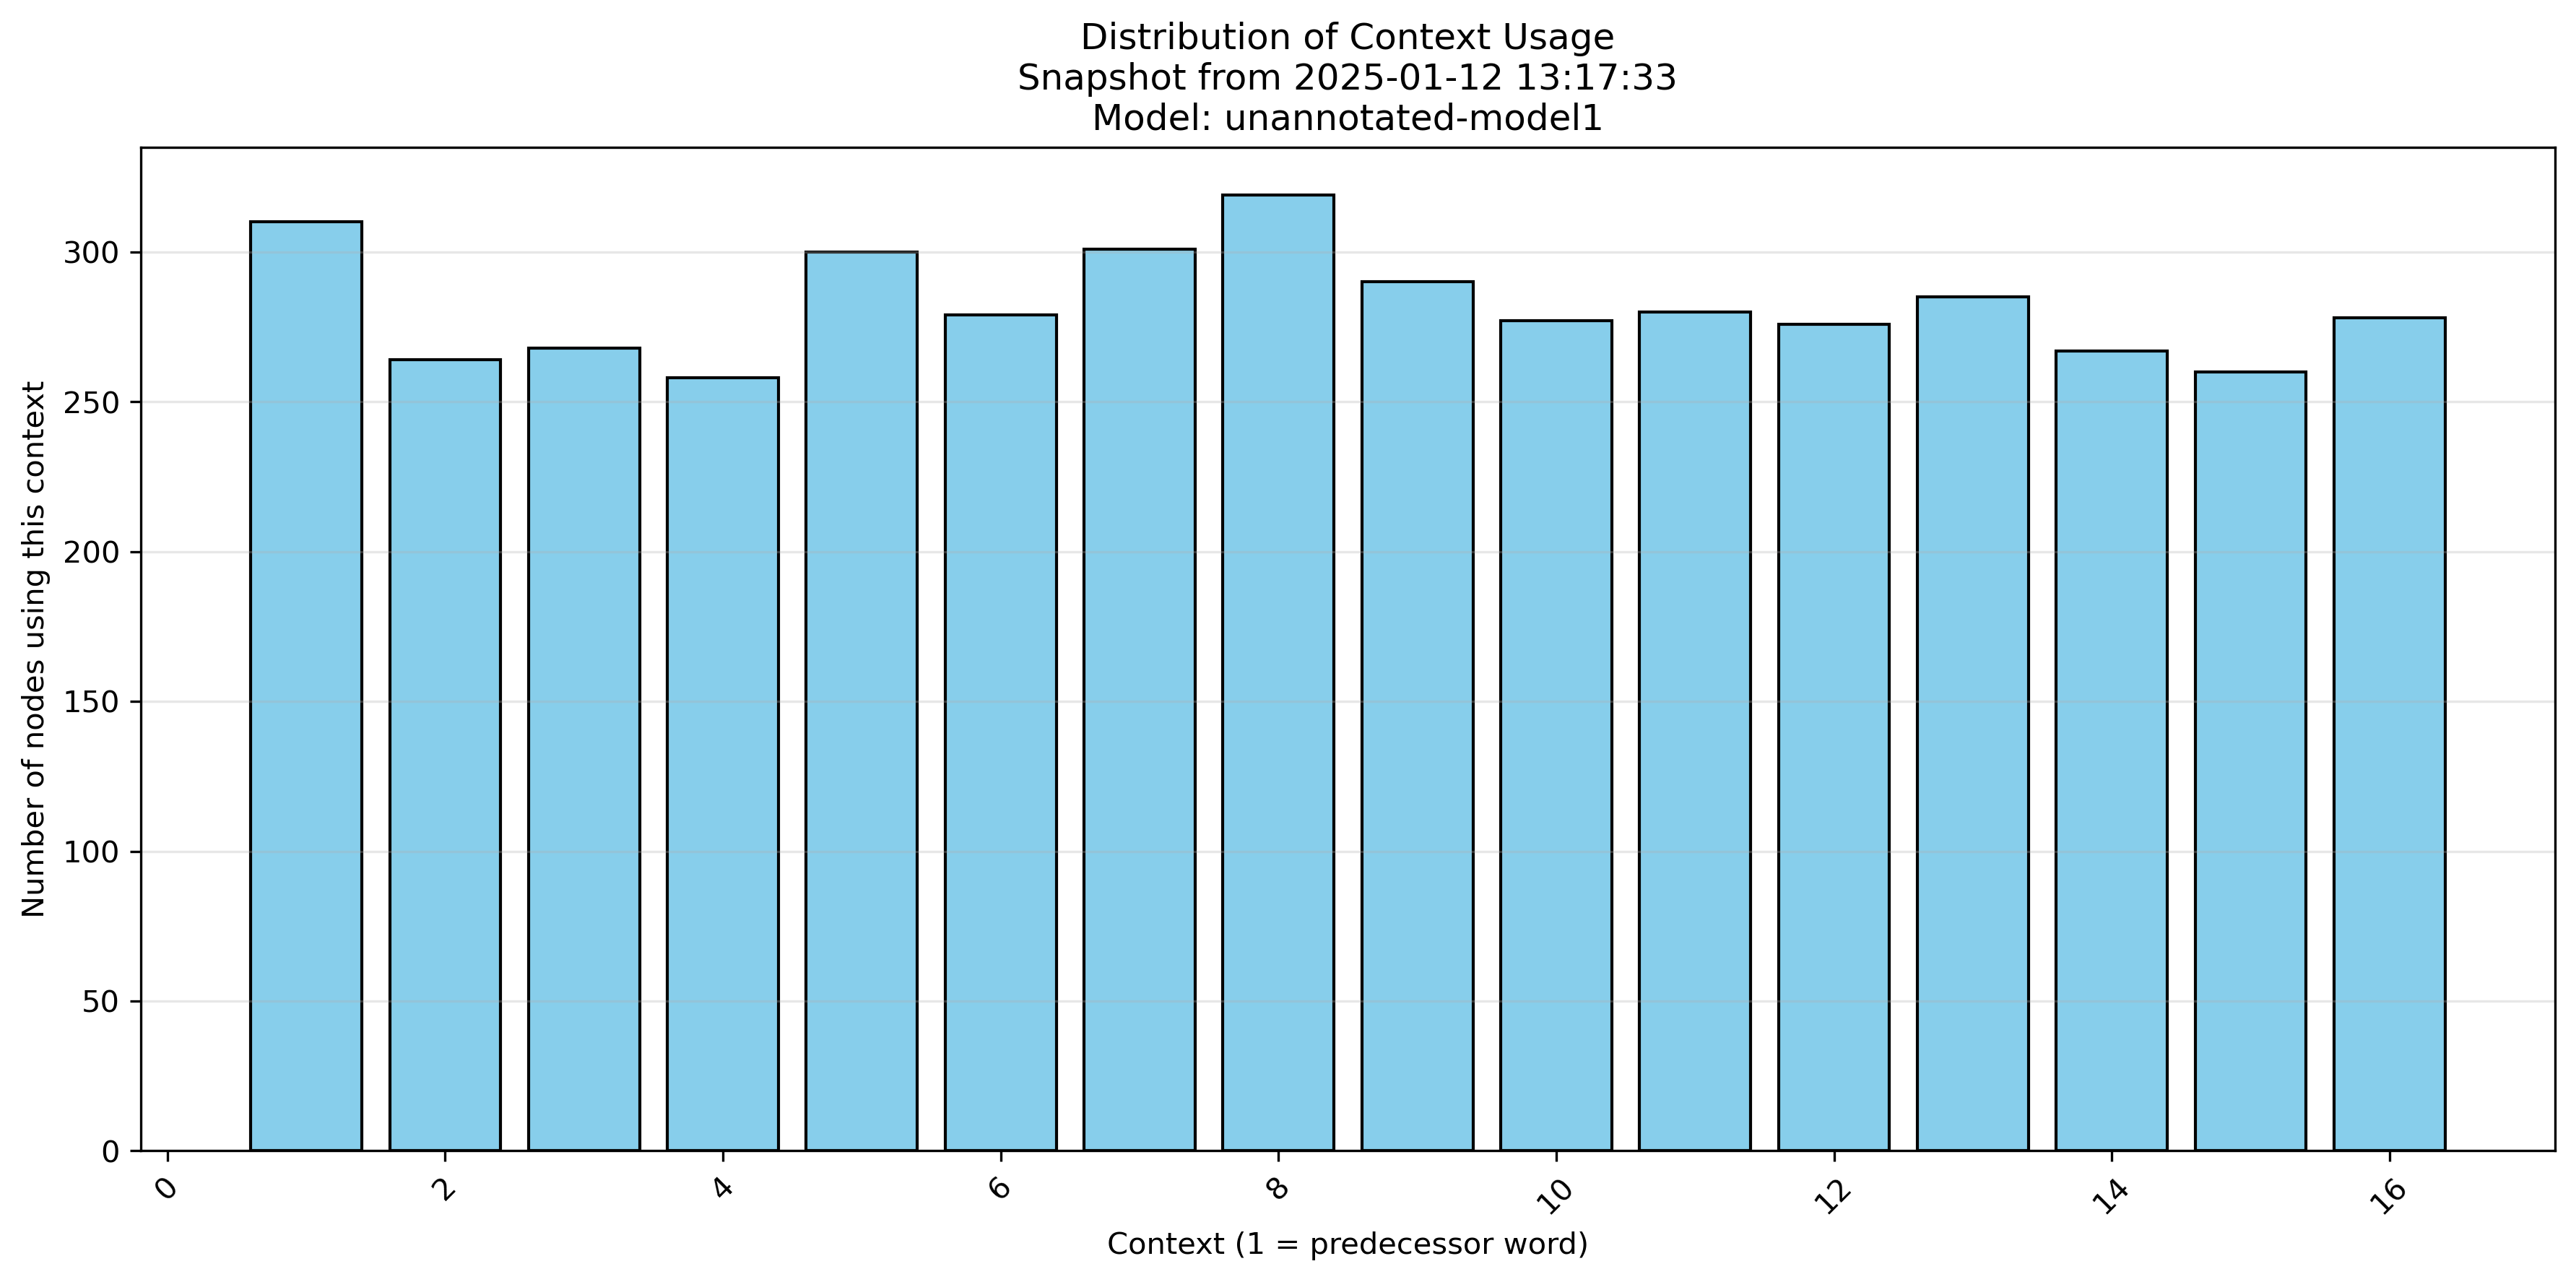 Distribution of Context Usage
Snapshot from 2025-01-12 13:17:33
Model: unannotated-model1
Number of nodes using this context
300
250
200
150
100
50
0
0 2 4 6 8 10 12 14 16
Context (1 = predecessor word)